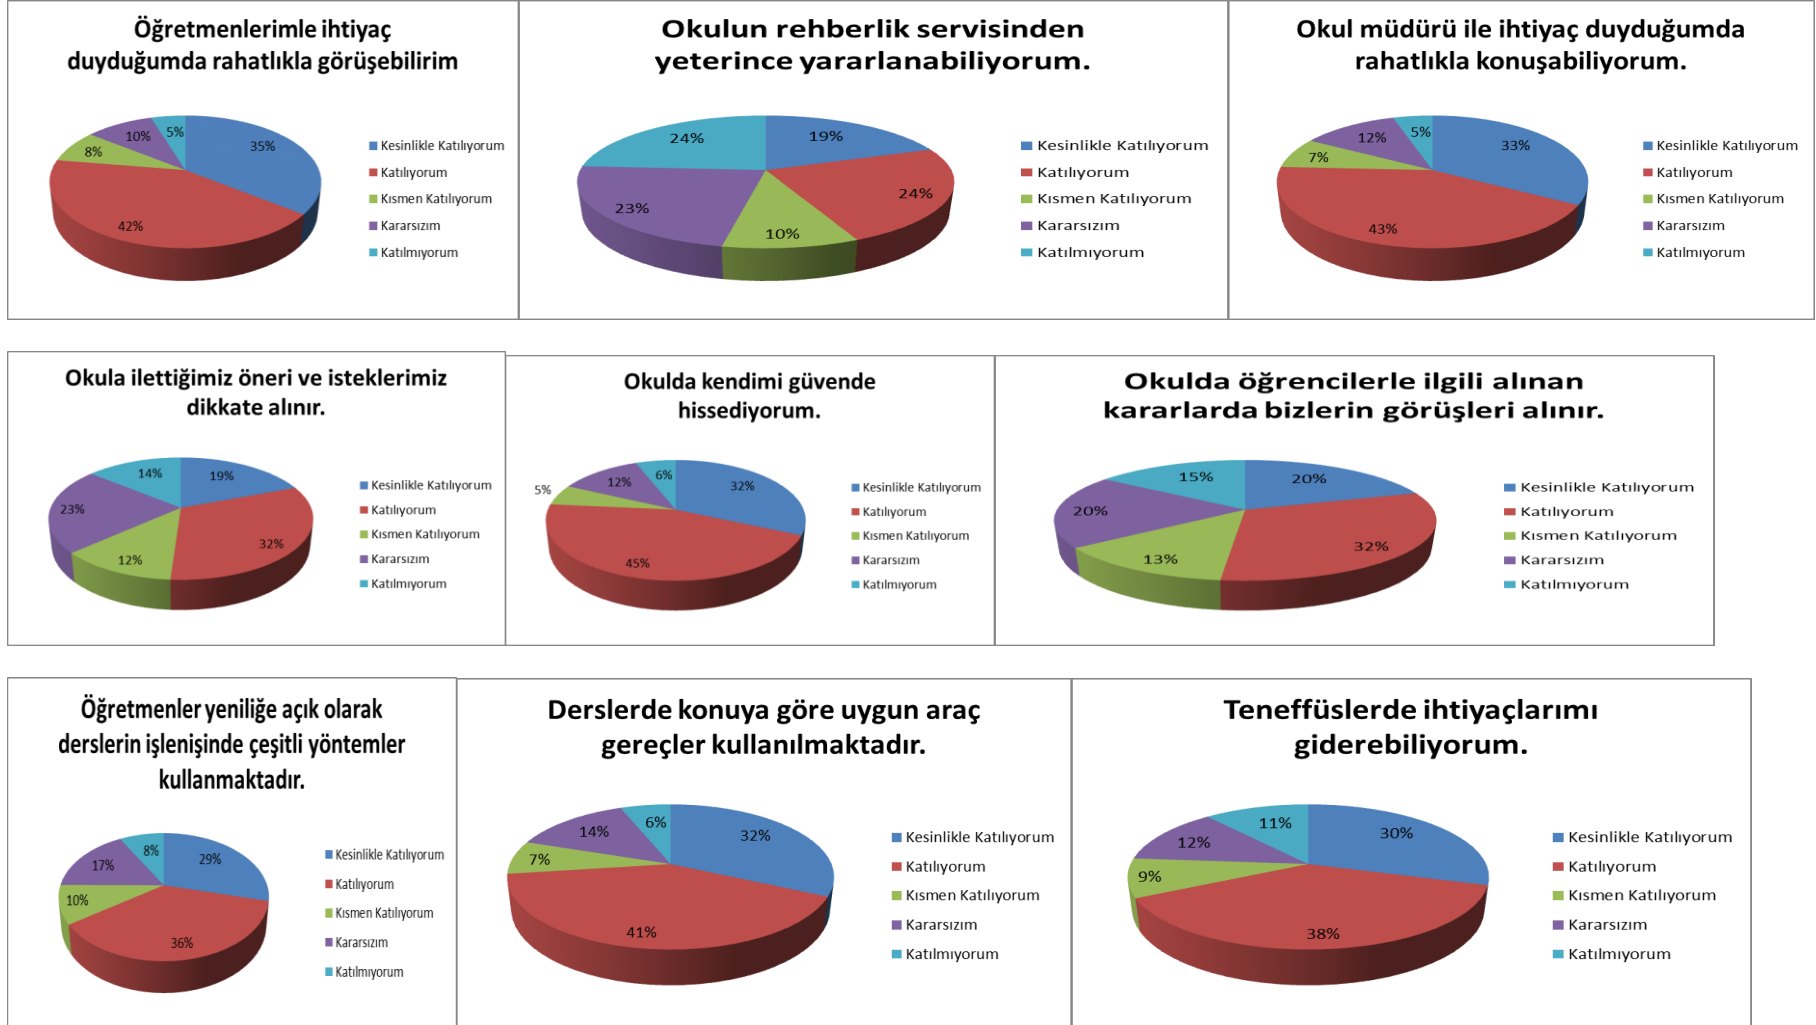 Öğretmenlerimle ihtiyaç
duyduğumda rahatlıkla görüşebilirim
35%
42%
8%
10%
5%
Kesinlikle Katılıyorum
Katılıyorum
Kısmen Katılıyorum
Kararsızım
Katılmıyorum
Okulun rehberlik servisinden
yeterince yararlanabiliyorum.
19%
24%
10%
23%
24%
Kesinlikle Katılıyorum
Katılıyorum
Kısmen Katılıyorum
Kararsızım
Katılmıyorum
Okul müdürü ile ihtiyaç duyduğumda
rahatlıkla konuşabiliyorum.
33%
43%
7%
12%
5%
Kesinlikle Katılıyorum
Katılıyorum
Kısmen Katılıyorum
Kararsızım
Katılmıyorum
Okula ilettiğimiz öneri ve isteklerimiz
dikkate alınır.
19%
32%
12%
23%
14%
Kesinlikle Katılıyorum
Katılıyorum
Kısmen Katılıyorum
Kararsızım
Katılmıyorum
Okulda kendimi güvende
hissediyorum.
32%
45%
5%
12%
6%
Kesinlikle Katılıyorum
Katılıyorum
Kısmen Katılıyorum
Kararsızım
Katılmıyorum
Okulda öğrencilerle ilgili alınan
kararlarda bizlerin görüşleri alınır.
20%
32%
13%
20%
15%
Kesinlikle Katılıyorum
Katılıyorum
Kısmen Katılıyorum
Kararsızım
Katılmıyorum
Öğretmenler yeniliğe açık olarak
derslerin işlenişinde çeşitli yöntemler
kullanmaktadır.
29%
36%
10%
17%
8%
Kesinlikle Katılıyorum
Katılıyorum
Kısmen Katılıyorum
Kararsızım
Katılmıyorum
Derslerde konuya göre uygun araç
gereçler kullanılmaktadır.
32%
41%
7%
14%
6%
Kesinlikle Katılıyorum
Katılıyorum
Kısmen Katılıyorum
Kararsızım
Katılmıyorum
Teneffüslerde ihtiyaçlarımı
giderebiliyorum.
30%
38%
9%
12%
11%
Kesinlikle Katılıyorum
Katılıyorum
Kısmen Katılıyorum
Kararsızım
Katılmıyorum